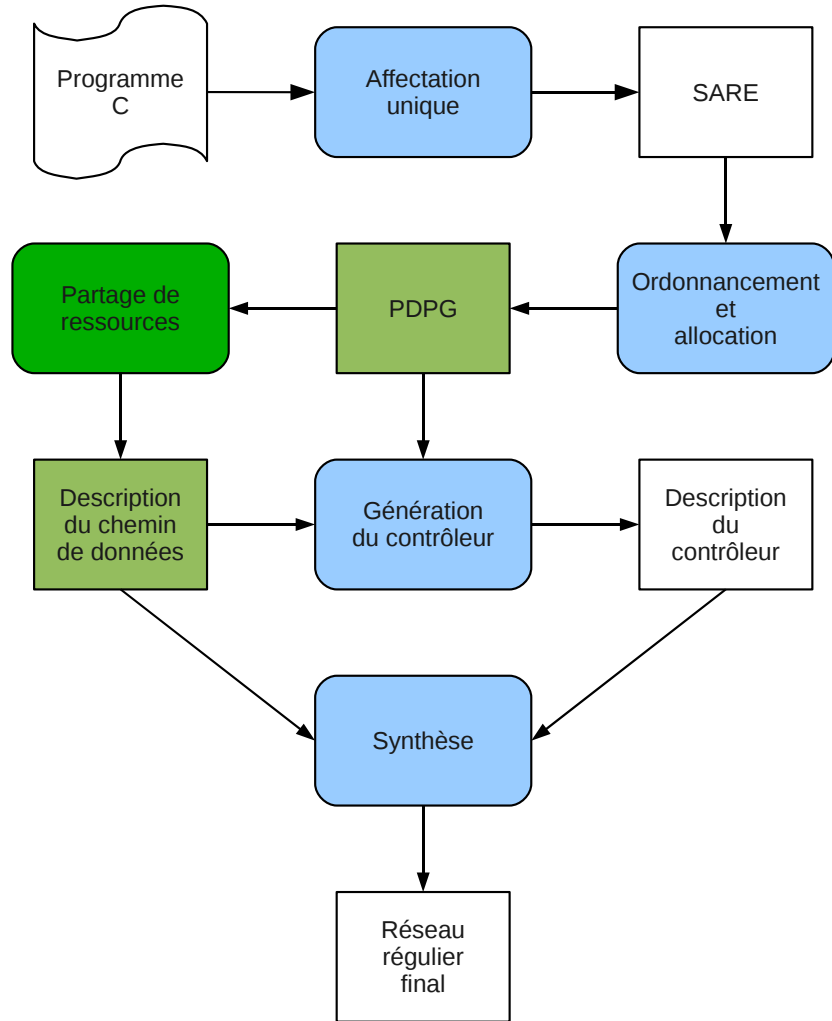 Programme
C
Affectation
unique
SARE
Partage de
ressources
PDPG
Ordonnancement
et
allocation
Description
du chemin
de données
Génération
du contrôleur
Description
du
contrôleur
Synthèse
Réseau
régulier
final